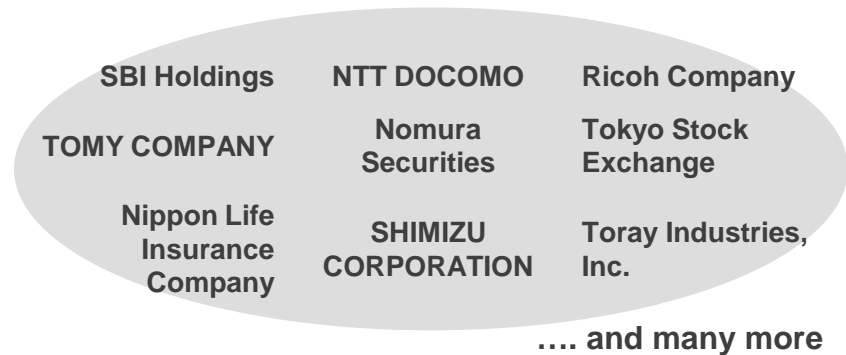 SBI Holdings
NTT DOCOMO
Ricoh Company
TOMY COMPANY
Nomura
Securities
Tokyo Stock
Exchange
Nippon Life
Insurance
Company
SHIMIZU
CORPORATION
Toray Industries,
Inc.
…. and many more